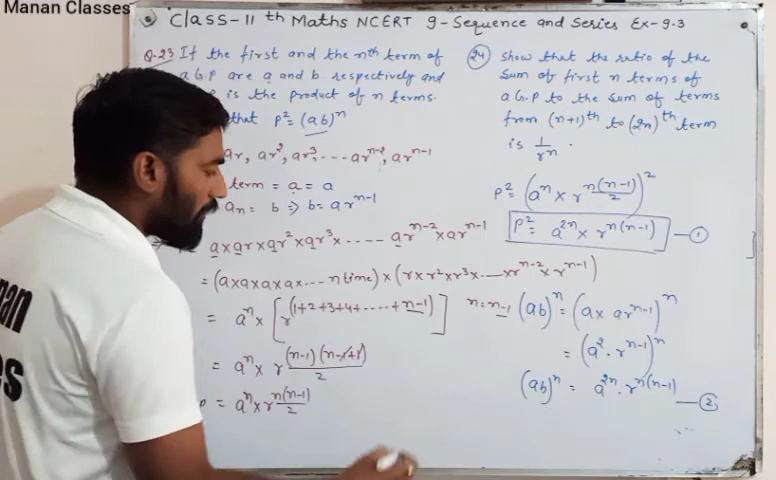 Manan Classes
Class-11 th Maths NCERT 9-Sequence and Series Ex-9.3
Q.23 If the first and the nth term of
a G.P are a and b respectively and
is the product of n terms.
that P² = (ab)ⁿ
ar, ar², ar³, ---- arⁿ⁻², arⁿ⁻¹
term = a = a
aₙ = b ⇒ b = arⁿ⁻¹
a×ar×ar²×ar³×---- arⁿ⁻²×arⁿ⁻¹
= (a×a×a×a×--- n time) × (r×r²×r³×---×rⁿ⁻²×rⁿ⁻¹)
= aⁿ × [r^(1+2+3+4+----+n-1)]
n = n-1
= aⁿ × r^((n-1)(n-1+1)/2)
P = aⁿ × r^(n(n-1)/2)
24 Show that the ratio of the
sum of first n terms of
a G.P to the sum of terms
from (n+1)th to (2n)th term
is 1/rⁿ.
P² = (aⁿ × r^(n(n-1)/2))²
P² = a²ⁿ × r^(n(n-1)) — 1
(ab)ⁿ = (a × arⁿ⁻¹)ⁿ
= (a² · rⁿ⁻¹)ⁿ
(ab)ⁿ = a²ⁿ · r^(n(n-1)) — 2
nan
es